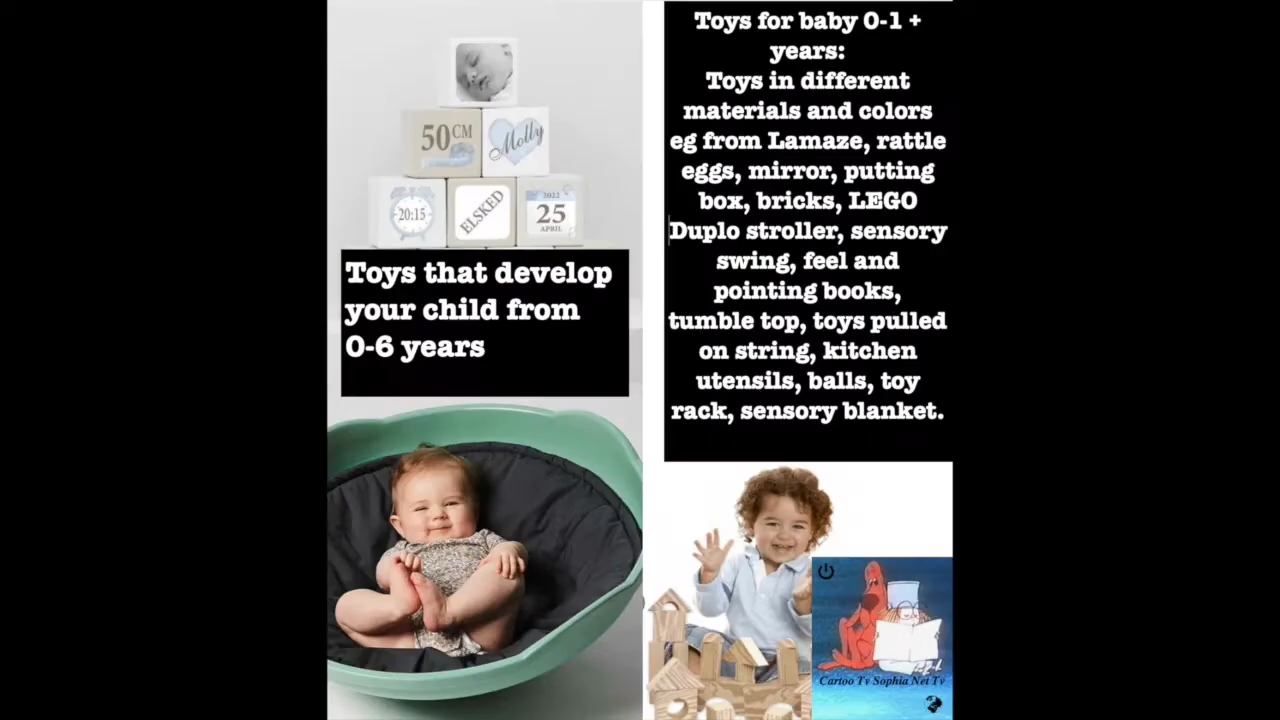 50CM
Molly
20:15
ELSKED
2022
25
APRIL
Toys that develop
your child from
0-6 years
Toys for baby 0-1 +
years:
Toys in different
materials and colors
eg from Lamaze, rattle
eggs, mirror, putting
box, bricks, LEGO
Duplo stroller, sensory
swing, feel and
pointing books,
tumble top, toys pulled
on string, kitchen
utensils, balls, toy
rack, sensory blanket.
Cartoo Tv Sophia Net Tv